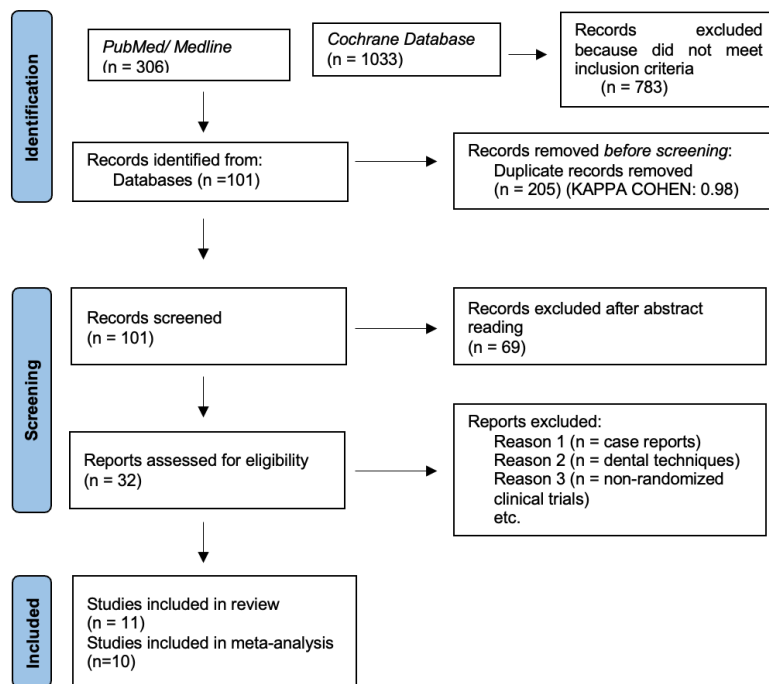 Identification
PubMed/ Medline
(n = 306)
Cochrane Database
(n = 1033)
Records excluded
because did not meet
inclusion criteria
(n = 783)
Records identified from:
Databases (n =101)
Records removed before screening:
Duplicate records removed
(n = 205) (KAPPA COHEN: 0.98)
Screening
Records screened
(n = 101)
Records excluded after abstract
reading
(n = 69)
Reports assessed for eligibility
(n = 32)
Reports excluded:
Reason 1 (n = case reports)
Reason 2 (n = dental techniques)
Reason 3 (n = non-randomized
clinical trials)
etc.
Included
Studies included in review
(n = 11)
Studies included in meta-analysis
(n=10)